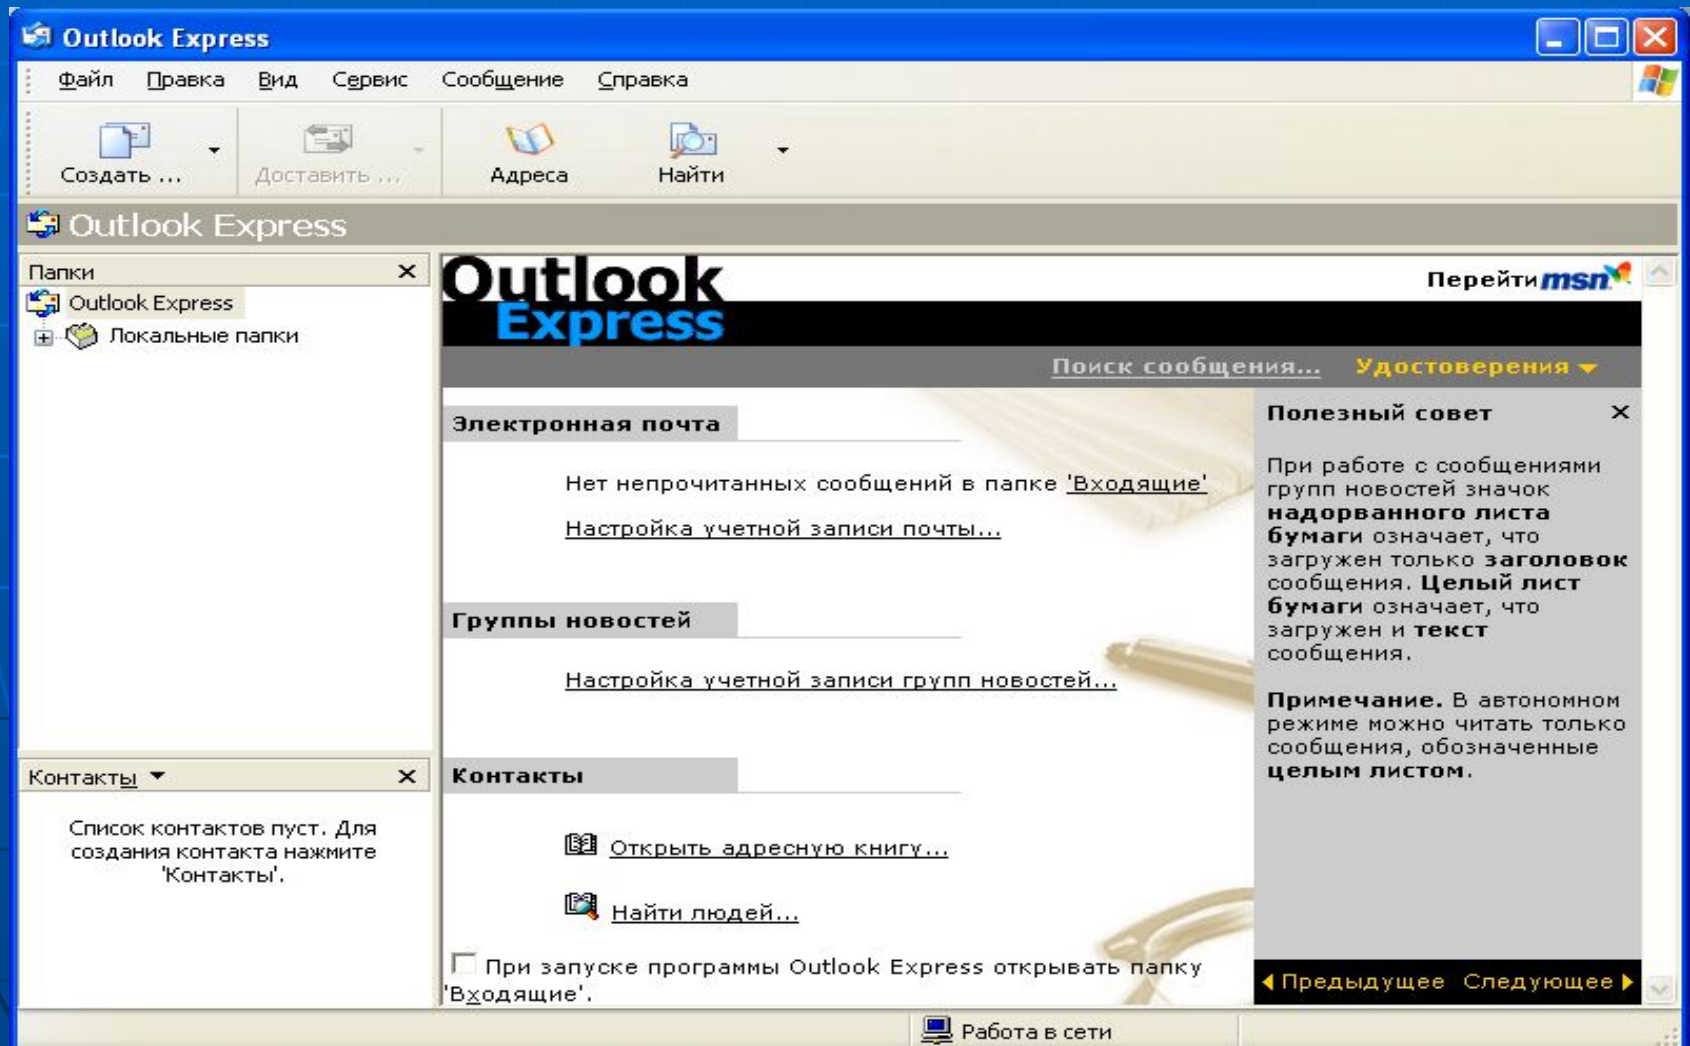 Outlook Express
Файл Правка Вид Сервис Сообщение Справка
Создать ... Доставить ... Адреса Найти
Outlook Express
Папки
Outlook Express
Локальные папки
Контакты
Список контактов пуст. Для
создания контакта нажмите
'Контакты'.
Outlook
Express
Перейти msn
Поиск сообщения... Удостоверения
Электронная почта
Нет непрочитанных сообщений в папке 'Входящие'
Настройка учетной записи почты...
Группы новостей
Настройка учетной записи групп новостей...
Контакты
Открыть адресную книгу...
Найти людей...
При запуске программы Outlook Express открывать папку
'Входящие'.
Полезный совет
При работе с сообщениями
групп новостей значок
надорванного листа
бумаги означает, что
загружен только заголовок
сообщения. Целый лист
бумаги означает, что
загружен и текст
сообщения.
Примечание. В автономном
режиме можно читать только
сообщения, обозначенные
целым листом.
Предыдущее Следующее
Работа в сети